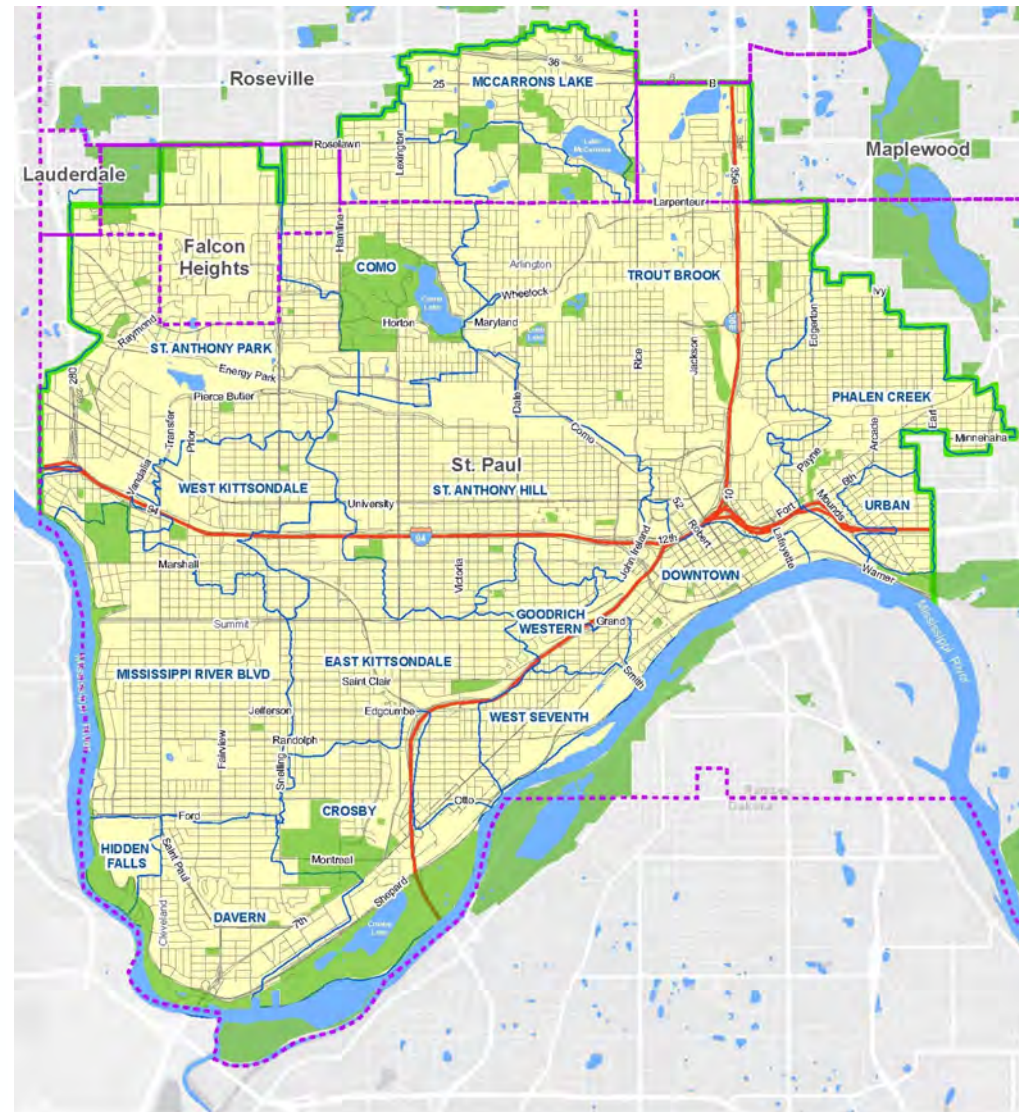 Roseville
36
25
MCCARRONS LAKE
B
Roselawn
Lexington
Lake
McCarrons
35e
Maplewood
Lauderdale
Larpenteur
Hamline
Falcon
Heights
COMO
Arlington
TROUT BROOK
Como
Lake
Wheelock
Ivy
Horton
Maryland
Raymond
ST. ANTHONY PARK
Rice
Jackson
Edgerton
Energy Park
280
Pierce Butler
Dale
PHALEN CREEK
Transfer
Prior
Como
Arcade
Earl
Minnehaha
Payne
Vandalia
St. Paul
WEST KITTSONDALE
ST. ANTHONY HILL
6th
University
52
10
Fort
Mounds
URBAN
94
94
12th
Robert
Lafayette
Marshall
Victoria
John Ireland
DOWNTOWN
Warner
GOODRICH
WESTERN
Grand
Summit
Mississippi River
EAST KITTSONDALE
MISSISSIPPI RIVER BLVD
Saint Clair
Smith
Jefferson
Edgcumbe
WEST SEVENTH
Fairview
Randolph
Snelling
Otto
Ramsey
Dakota
CROSBY
Ford
HIDDEN
FALLS
Saint Paul
Montreal
Shepard
Cleveland
DAVERN
7th
Crosby
Lake